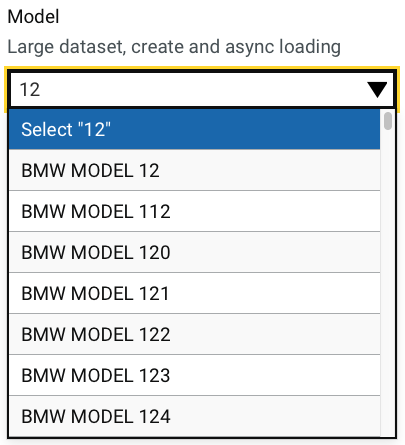 Model
Large dataset, create and async loading
12
Select "12"
BMW MODEL 12
BMW MODEL 112
BMW MODEL 120
BMW MODEL 121
BMW MODEL 122
BMW MODEL 123
BMW MODEL 124